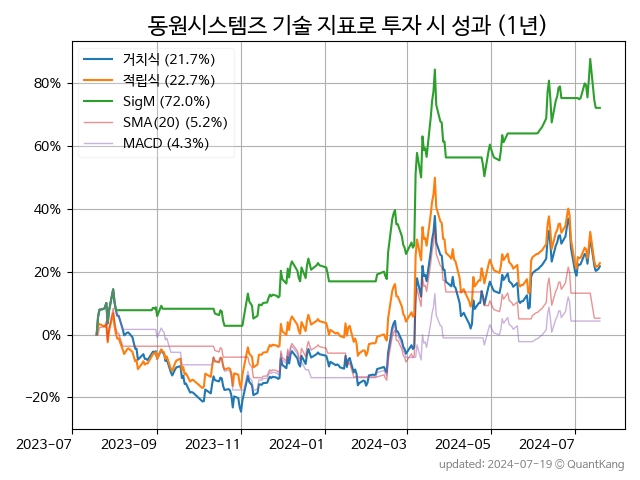 동원시스템즈 기술 지표로 투자 시 성과 (1년)
거치식 (21.7%)
적립식 (22.7%)
SigM (72.0%)
SMA(20) (5.2%)
MACD (4.3%)
80%
60%
40%
20%
0%
−20%
2023-07 2023-09 2023-11 2024-01 2024-03 2024-05 2024-07
updated: 2024-07-19 © QuantKang